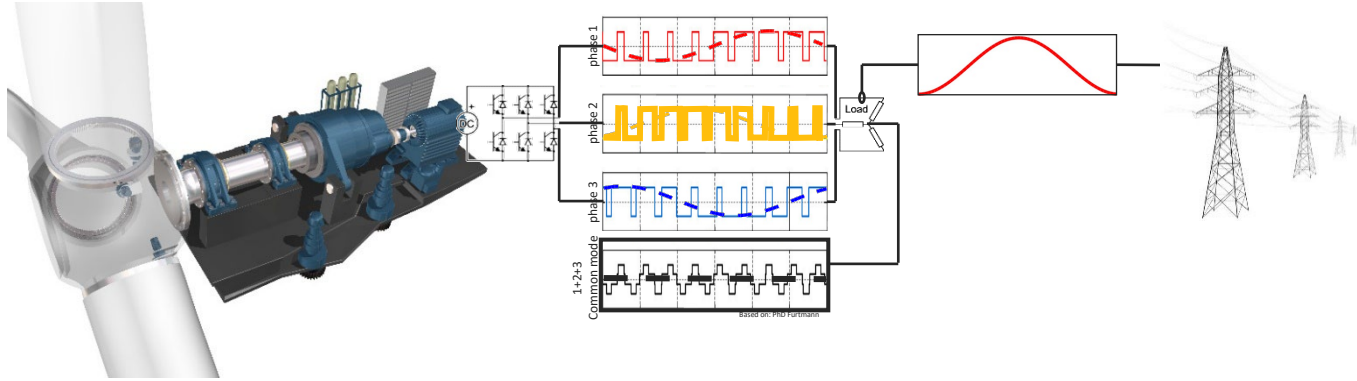 phase 1
+
DC
phase 2
Load
phase 3
1+2+3
Common mode
Based on: PhD Furtmann